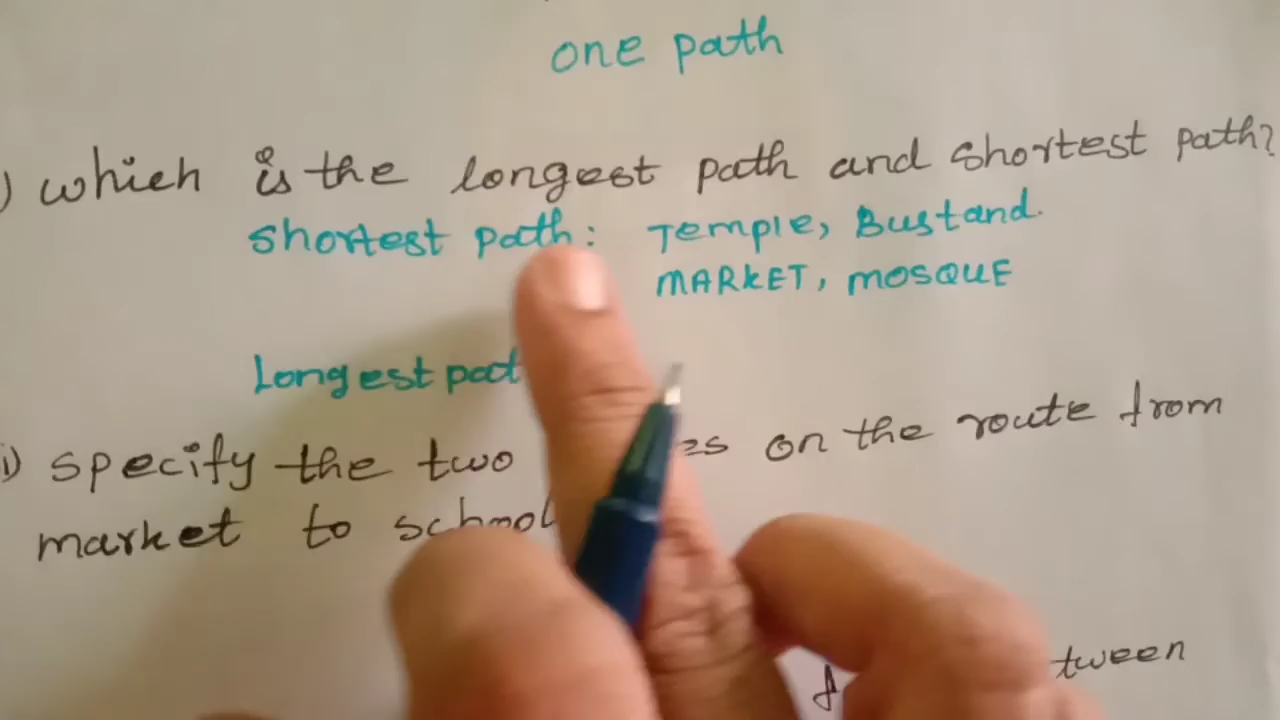 one path
) which is the longest path and shortest path?
shortest path: Temple, Bustand.
MARKET, MOSQUE
Longest pat
i) specify the two es on the route from
market to school
tween